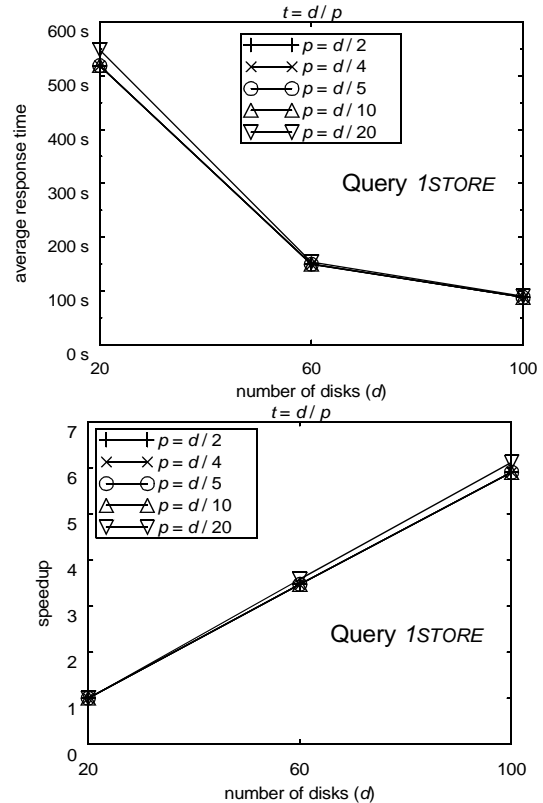 t = d / p
600 s
500 s
400 s
300 s
200 s
100 s
0 s
average response time
p = d / 2
p = d / 4
p = d / 5
p = d / 10
p = d / 20
Query 1STORE
20
60
100
number of disks (d)
t = d / p
7
6
5
4
3
2
1
0
speedup
p = d / 2
p = d / 4
p = d / 5
p = d / 10
p = d / 20
Query 1STORE
20
60
100
number of disks (d)